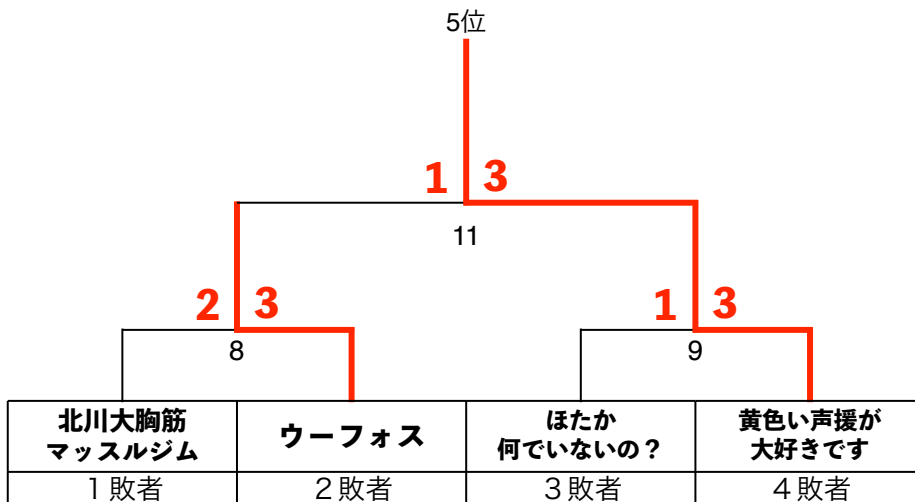 5位
1 3
11
2 3
1 3
8
9
北川大胸筋
マッスルジム
ウーフォス
ほたか
何でいないの？
黄色い声援が
大好きです
1敗者
2敗者
3敗者
4敗者